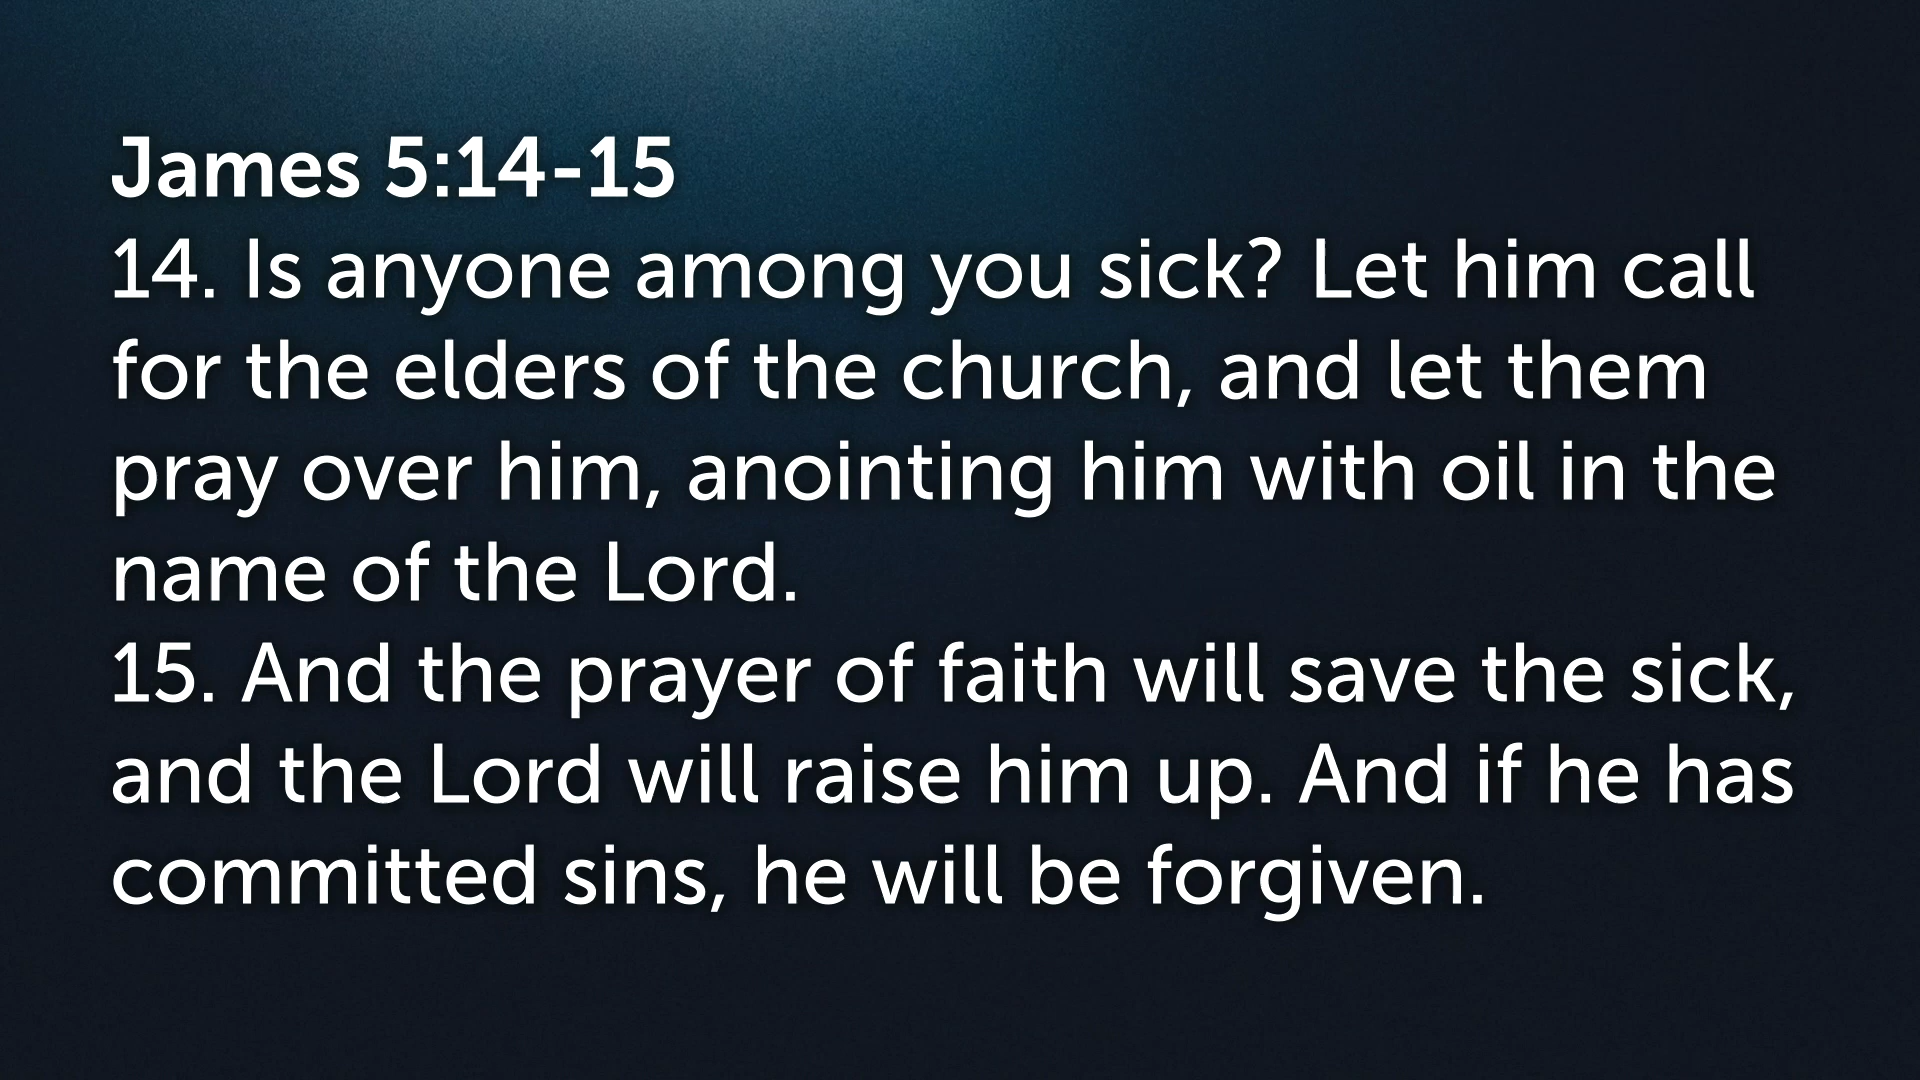 James 5:14-15
14. Is anyone among you sick? Let him call
for the elders of the church, and let them
pray over him, anointing him with oil in the
name of the Lord.
15. And the prayer of faith will save the sick,
and the Lord will raise him up. And if he has
committed sins, he will be forgiven.